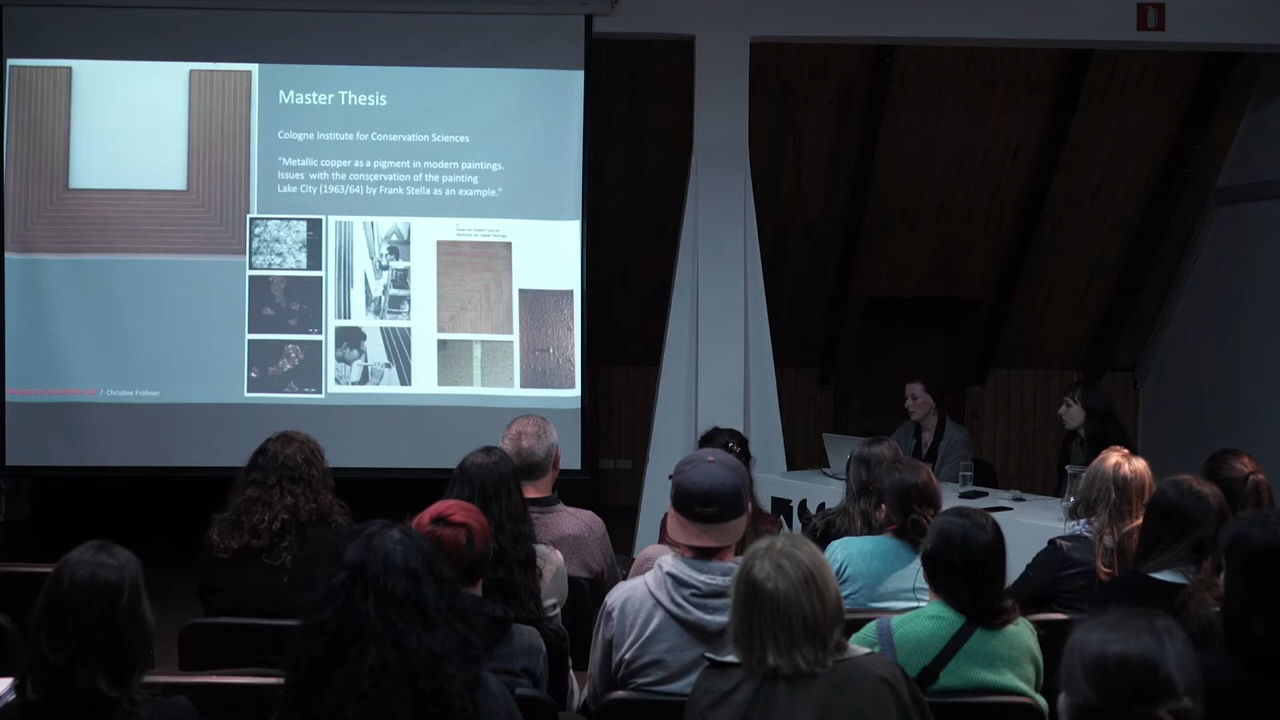 Master Thesis
Cologne Institute for Conservation Sciences
"Metallic copper as a pigment in modern paintings.
Issues with the conşervation of the painting
Lake City (1963/64) by Frank Stella as an example."
/ Christine Frohnert